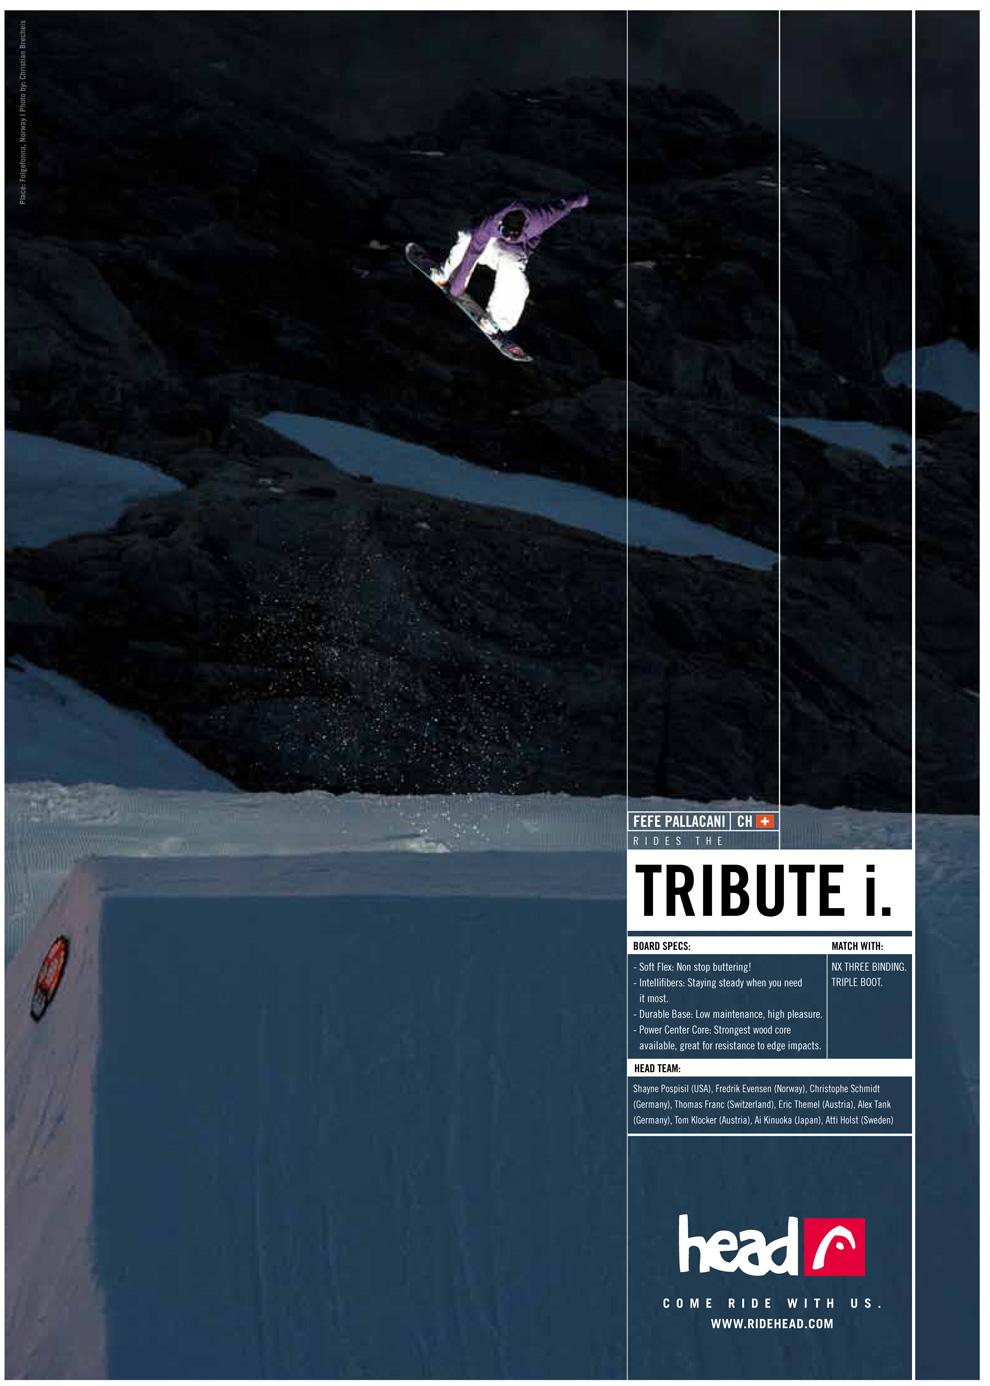 Place: Folgefonna, Norway | Photo by: Christian Brecheis
FEFE PALLACANI | CH
RIDES THE
TRIBUTE i.
BOARD SPECS:
- Soft Flex: Non stop buttering!
- Intellifibers: Staying steady when you need
it most.
- Durable Base: Low maintenance, high pleasure.
- Power Center Core: Strongest wood core
available, great for resistance to edge impacts.
MATCH WITH:
NX THREE BINDING.
TRIPLE BOOT.
HEAD TEAM:
Shayne Pospisil (USA), Fredrik Evensen (Norway), Christophe Schmidt
(Germany), Thomas Franc (Switzerland), Eric Themel (Austria), Alex Tank
(Germany), Tom Klocker (Austria), Ai Kinuoka (Japan), Atti Holst (Sweden)
head
COME RIDE WITH US.
WWW.RIDEHEAD.COM